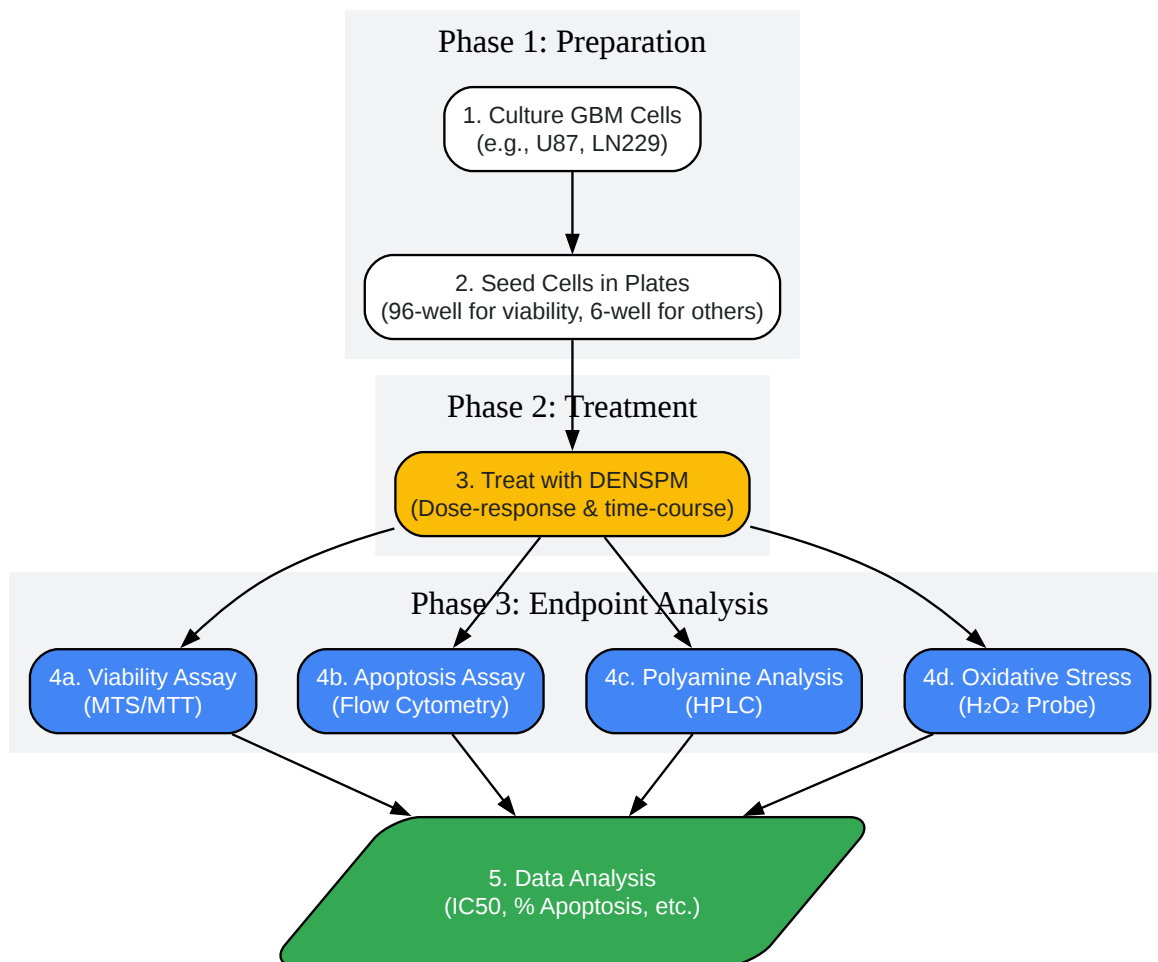 Phase 1: Preparation
1. Culture GBM Cells
(e.g., U87, LN229)
2. Seed Cells in Plates
(96-well for viability, 6-well for others)
Phase 2: Treatment
3. Treat with DENSPM
(Dose-response & time-course)
Phase 3: Endpoint Analysis
4a. Viability Assay
(MTS/MTT)
4b. Apoptosis Assay
(Flow Cytometry)
4c. Polyamine Analysis
(HPLC)
4d. Oxidative Stress
(H₂O₂ Probe)
5. Data Analysis
(IC50, % Apoptosis, etc.)